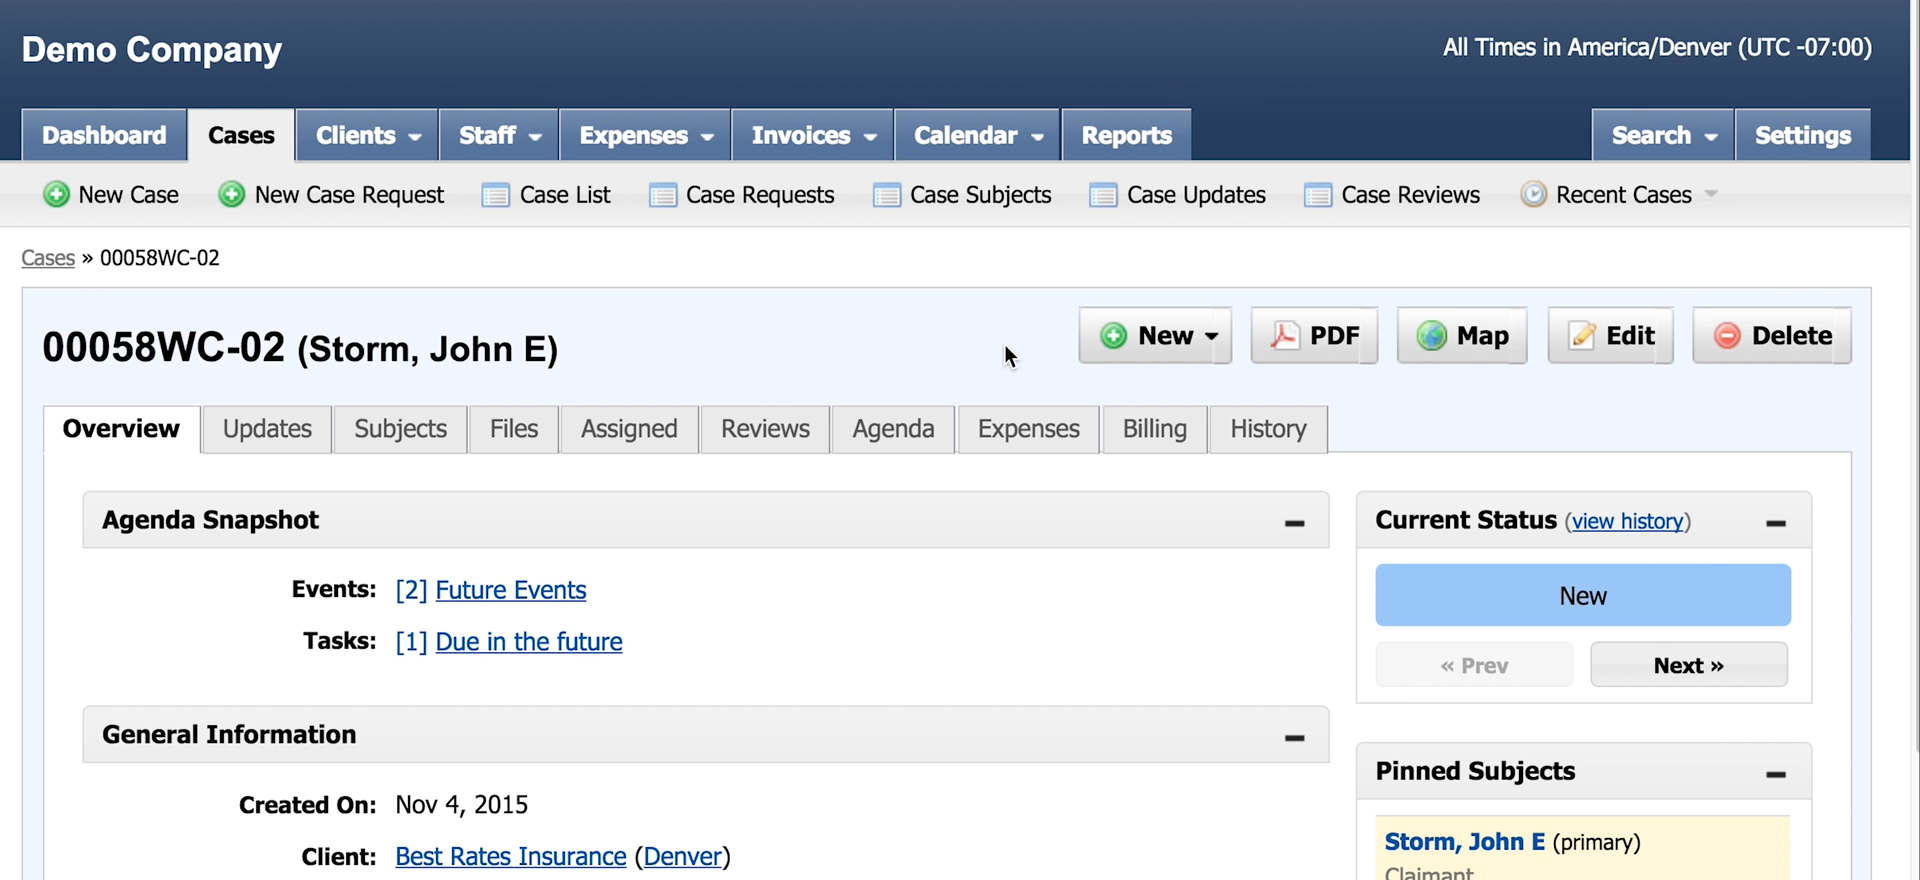 Demo Company
All Times in America/Denver (UTC -07:00)
Dashboard Cases Clients Staff Expenses Invoices Calendar Reports Search Settings
New Case New Case Request Case List Case Requests Case Subjects Case Updates Case Reviews Recent Cases
Cases » 00058WC-02
00058WC-02 (Storm, John E)
New PDF Map Edit Delete
Overview Updates Subjects Files Assigned Reviews Agenda Expenses Billing History
Agenda Snapshot
Events: [2] Future Events
Tasks: [1] Due in the future
General Information
Created On: Nov 4, 2015
Client: Best Rates Insurance (Denver)
Current Status (view history)
New
« Prev Next »
Pinned Subjects
Storm, John E (primary)
Claimant